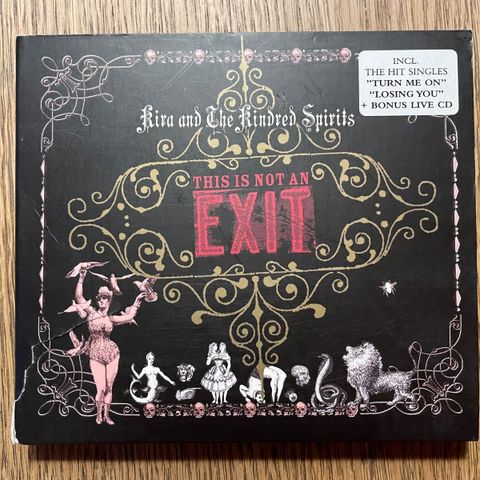 INCL.
THE HIT SINGLES
"TURN ME ON"
"LOSING YOU"
+ BONUS LIVE CD
Kira and The Kindred Spirits
THIS IS NOT AN
EXIT